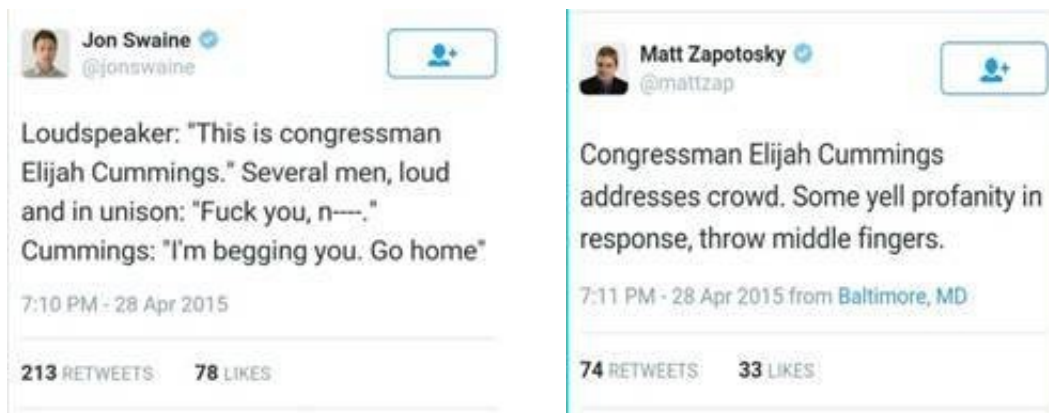 Jon Swaine
@jonswaine
Loudspeaker: "This is congressman
Elijah Cummings." Several men, loud
and in unison: "Fuck you, n----."
Cummings: "I'm begging you. Go home"
7:10 PM - 28 Apr 2015
213 RETWEETS 78 LIKES
Matt Zapotosky
@mattzap
Congressman Elijah Cummings
addresses crowd. Some yell profanity in
response, throw middle fingers.
7:11 PM - 28 Apr 2015 from Baltimore, MD
74 RETWEETS 33 LIKES